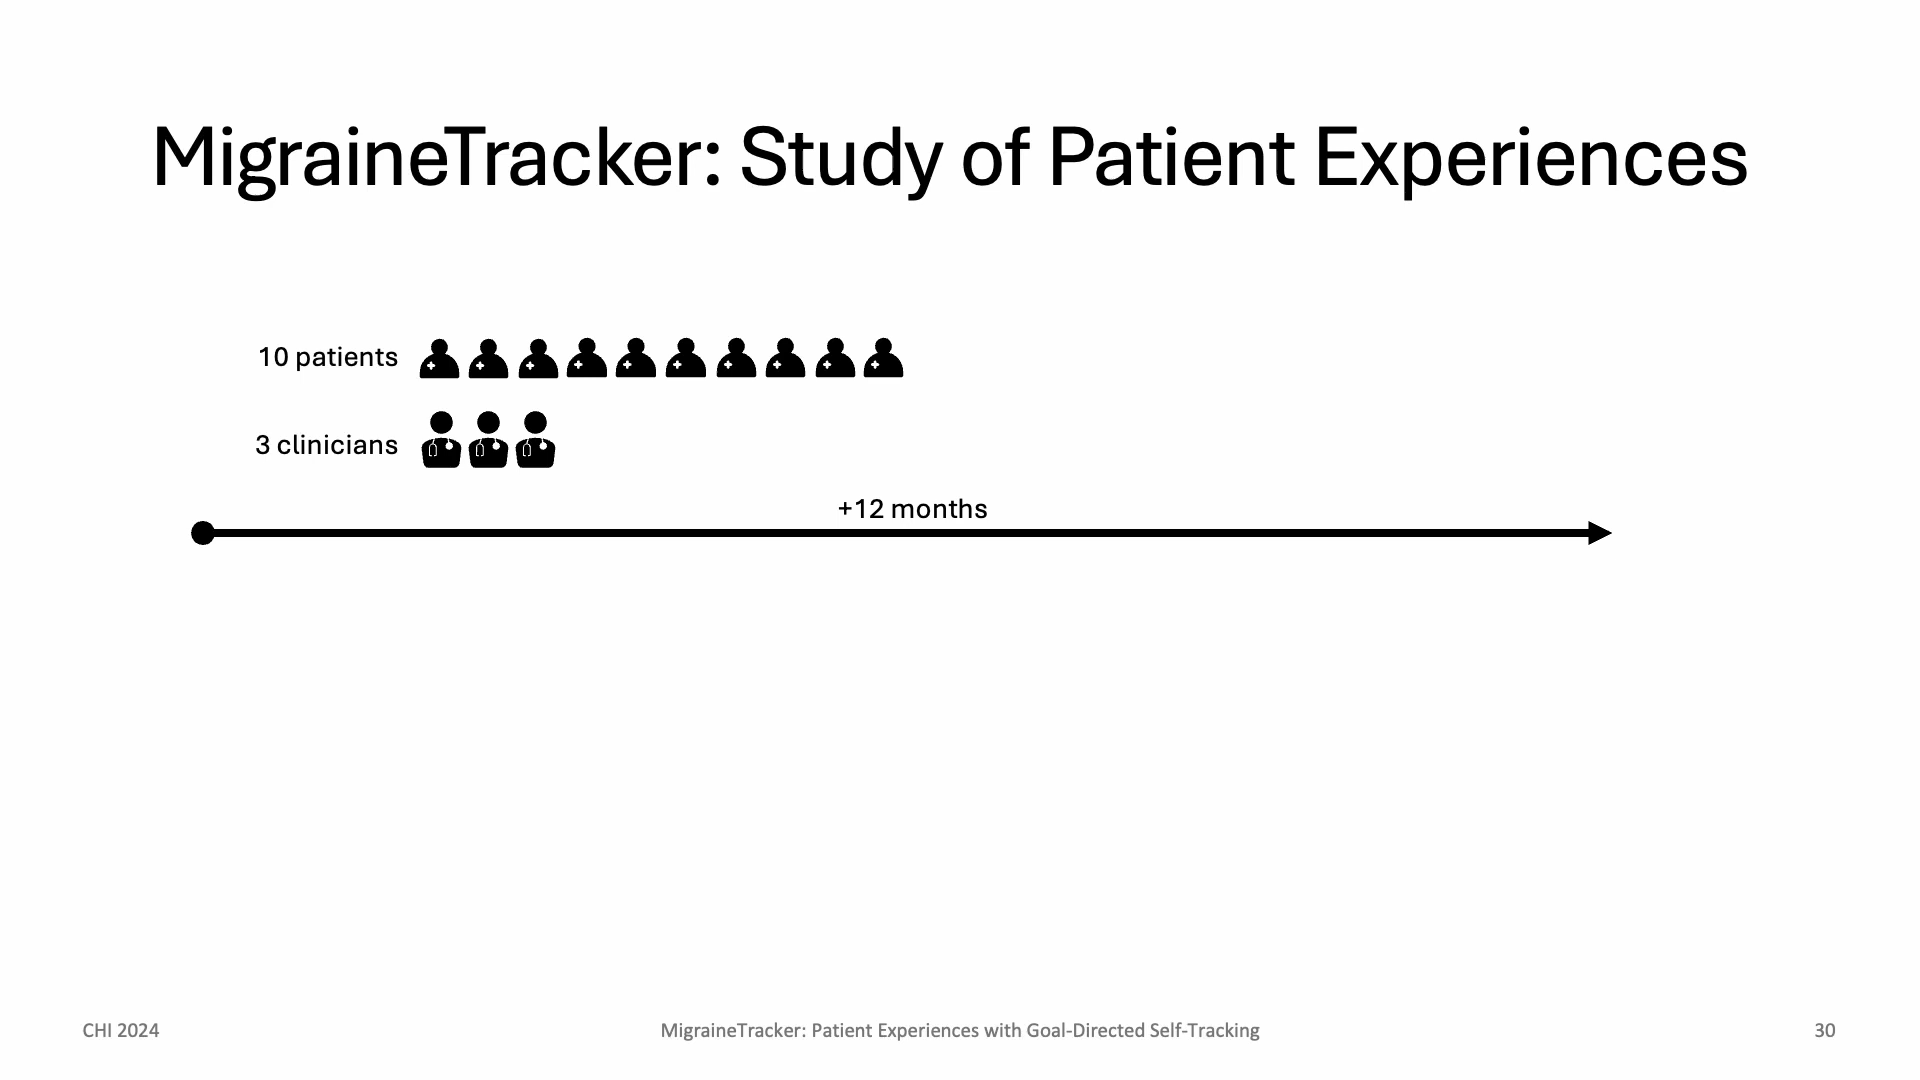 MigraineTracker: Study of Patient Experiences
10 patients
3 clinicians
+12 months
CHI 2024
MigraineTracker: Patient Experiences with Goal-Directed Self-Tracking
30